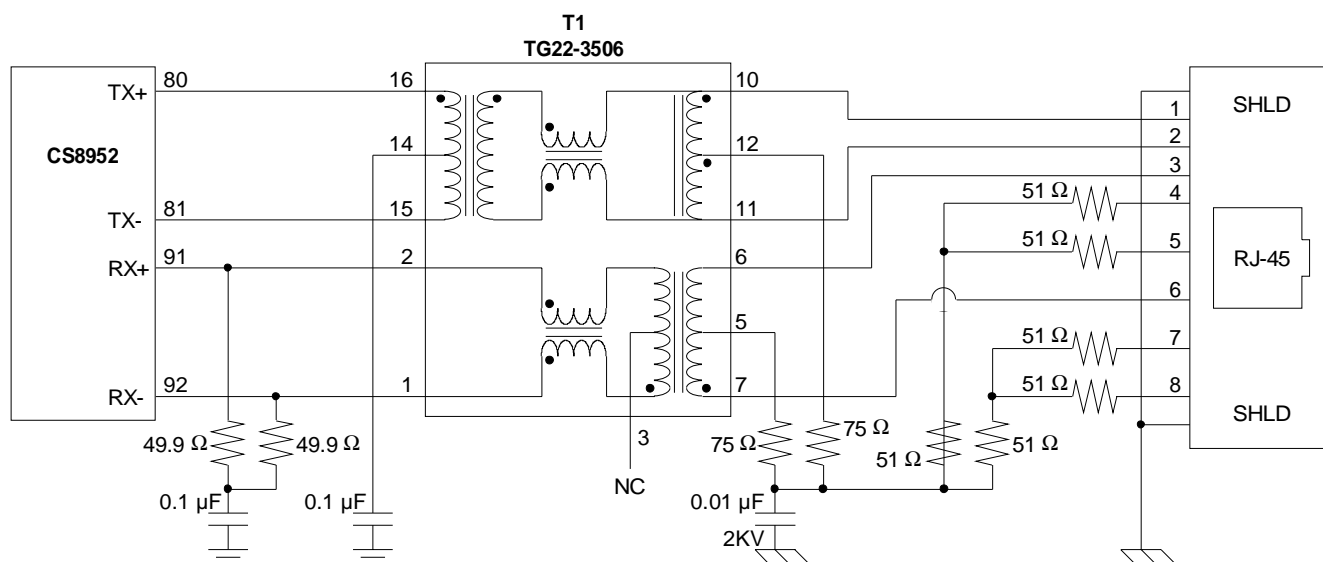 T1
TG22-3506
80 16 10
TX+ SHLD
1
CS8952 14 12 2
3
51 Ω 4
TX- 81 15 11
51 Ω 5
RX+ 91 2 6 RJ-45
6
5
51 Ω 7
RX- 92 1 7 51 Ω 8
SHLD
49.9 Ω 49.9 Ω 3 75 Ω 75 Ω 51 Ω 51 Ω
NC
0.1 µF 0.1 µF 0.01 µF
2KV